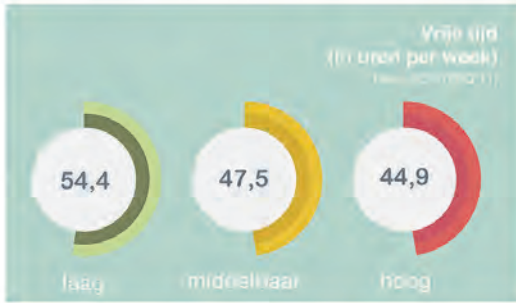 Vrije tijd
(in uren per week)
54,4
47,5
44,9
laag
middelbaar
hoog